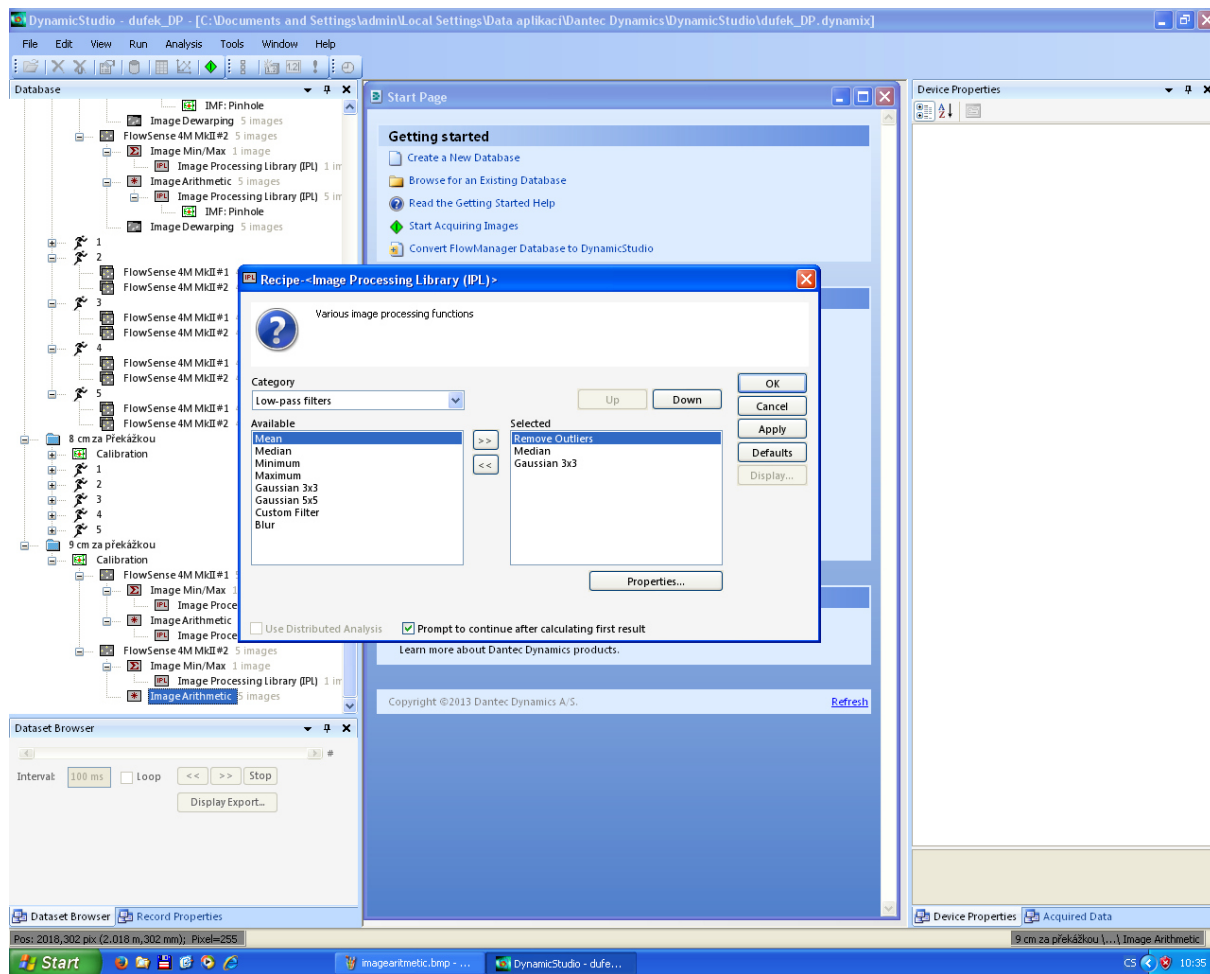 DynamicStudio - dufek_DP - [C:\Documents and Settings\admin\Local Settings\Data aplikací\Dantec Dynamics\DynamicStudio\dufek_DP.dynamix]
File Edit View Run Analysis Tools Window Help
Database
IMF: Pinhole
Image Dewarping 5 images
FlowSense 4M MkII#2 5 images
Image Min/Max 1 image
IPL Image Processing Library (IPL) 1 im
Image Arithmetic 5 images
IPL Image Processing Library (IPL) 5 im
IMF: Pinhole
Image Dewarping 5 images
1
2
FlowSense 4M MkII#1
FlowSense 4M MkII#2
3
FlowSense 4M MkII#1
FlowSense 4M MkII#2
4
FlowSense 4M MkII#1
FlowSense 4M MkII#2
5
FlowSense 4M MkII#1
FlowSense 4M MkII#2
8 cm za Překážkou
Calibration
1
2
3
4
5
9 cm za překážkou
Calibration
FlowSense 4M MkII#1 5
Image Min/Max 1
IPL Image Proce
Image Arithmetic
IPL Image Proce
FlowSense 4M MkII#2 5 images
Image Min/Max 1 image
IPL Image Processing Library (IPL) 1 im
Image Arithmetic 5 images
Dataset Browser
#
Interval: 100 ms Loop << >> Stop
Display Export...
Dataset Browser Record Properties
Start Page
Getting started
Create a New Database
Browse for an Existing Database
Read the Getting Started Help
Start Acquiring Images
Convert FlowManager Database to DynamicStudio
IPL Recipe-<Image Processing Library (IPL)>
Various image processing functions
Category
Low-pass filters
Up Down
Available
Mean
Median
Minimum
Maximum
Gaussian 3x3
Gaussian 5x5
Custom Filter
Blur
>>
<<
Selected
Remove Outliers
Median
Gaussian 3x3
OK
Cancel
Apply
Defaults
Display...
Properties...
Use Distributed Analysis Prompt to continue after calculating first result
Learn more about Dantec Dynamics products.
Copyright ©2013 Dantec Dynamics A/S. Refresh
Device Properties
Device Properties Acquired Data
Pos: 2018,302 pix (2.018 m,302 mm); Pixel=255
9 cm za překážkou \...\ Image Arithmetic
Start
imagearitmetic.bmp - ...
DynamicStudio - dufe...
CS 10:35